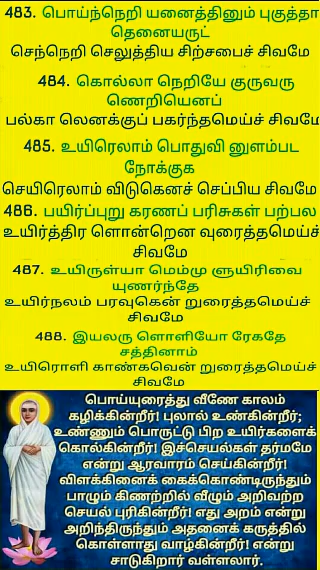 483. பொய்ந்நெறி யனைத்தினும் புகுத்தா
தெனையருட்
செந்நெறி செலுத்திய சிற்சபைச் சிவமே
484. கொல்லா நெறியே குருவரு
ணெறியெனப்
பல்கா லெனக்குப் பகர்ந்தமெய்ச் சிவமே
485. உயிரெலாம் பொதுவி னுளம்பட
நோக்குக
செயிரெலாம் விடுகெனச் செப்பிய சிவமே
486. பயிர்ப்புறு கரணப் பரிசுகள் பற்பல
உயிர்த்திர ளொன்றென வுரைத்தமெய்ச்
சிவமே
487. உயிருள்யா மெம்மு ளுயிரிவை
யுணர்ந்தே
உயிர்நலம் பரவுகென் றுரைத்தமெய்ச்
சிவமே
488. இயலரு ளொளியோ ரேகதே
சத்தினாம்
உயிரொளி காண்கவென் றுரைத்தமெய்ச்
சிவமே
பொய்யுரைத்து வீணே காலம்
கழிக்கின்றீர்! புலால் உண்கின்றீர்;
உண்ணும் பொருட்டு பிற உயிர்களைக்
கொல்கின்றீர்! இச்செயல்கள் தர்மமே
என்று ஆரவாரம் செய்கின்றீர்!
விளக்கினைக் கைக்கொண்டிருந்தும்
பாழும் கிணற்றில் வீழும் அறிவற்ற
செயல் புரிகின்றீர்! எது அறம் என்று
அறிந்திருந்தும் அதனைக் கருத்தில்
கொள்ளாது வாழ்கின்றீர்! என்று
சாடுகிறார் வள்ளலார்.